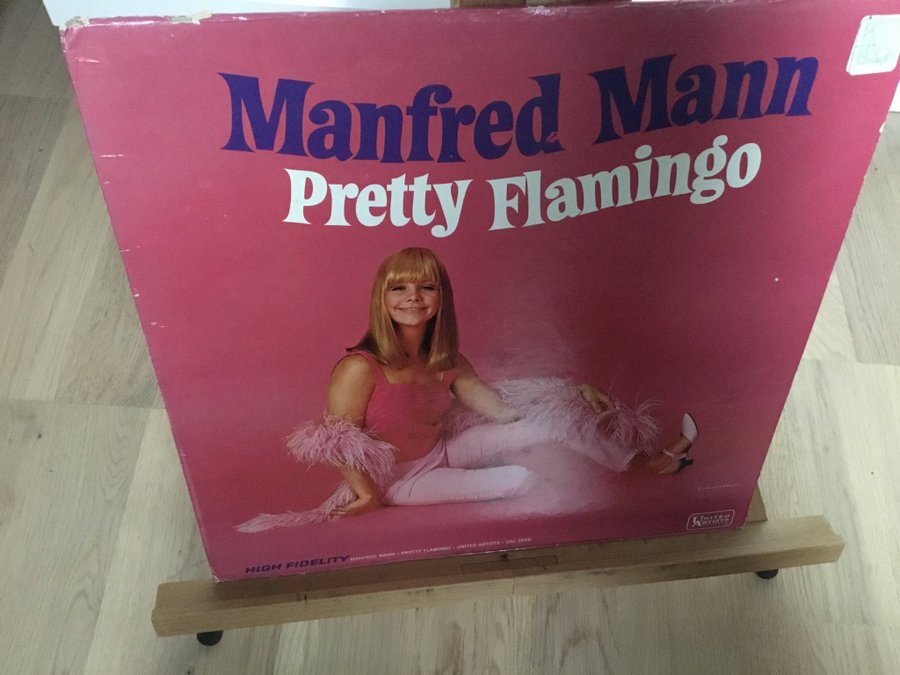 Manfred Mann
Pretty Flamingo
UNITED ARTISTS
HIGH FIDELITY MANFRED MANN - PRETTY FLAMINGO - UNITED ARTISTS - UAL 3549